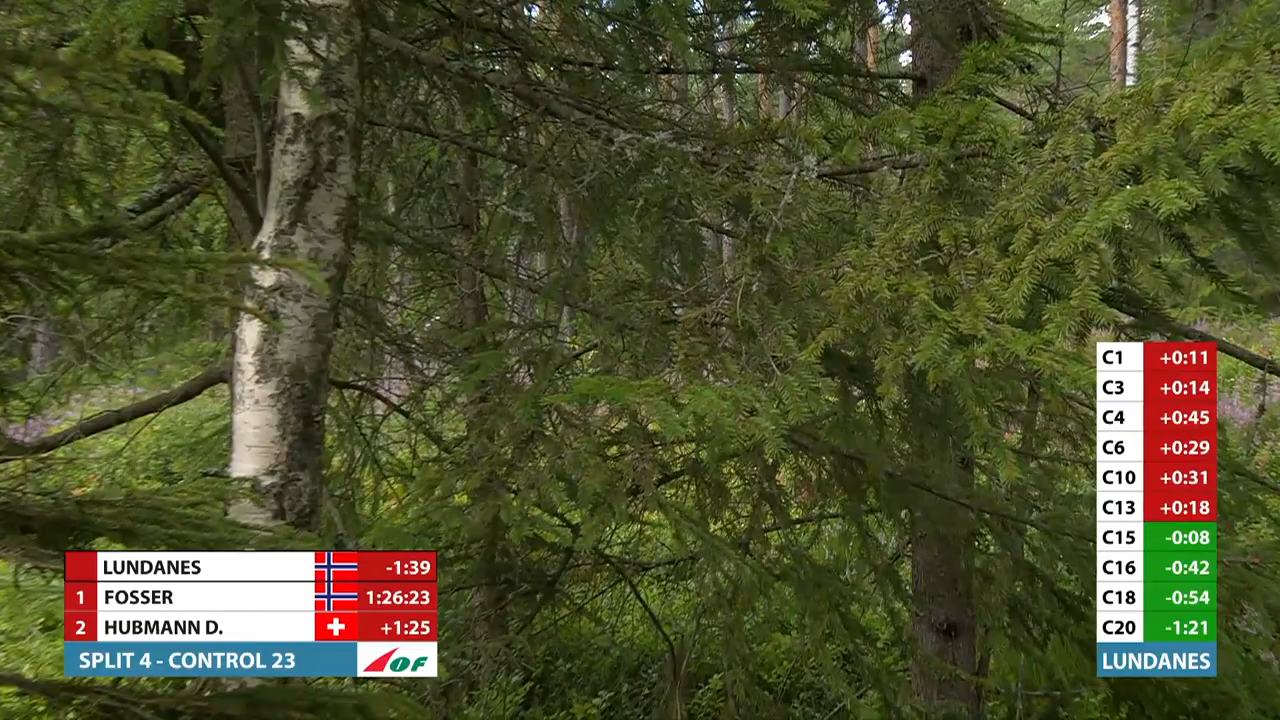 LUNDANES -1:39
1 FOSSER 1:26:23
2 HUBMANN D. +1:25
SPLIT 4 - CONTROL 23 IOF
C1 +0:11
C3 +0:14
C4 +0:45
C6 +0:29
C10 +0:31
C13 +0:18
C15 -0:08
C16 -0:42
C18 -0:54
C20 -1:21
LUNDANES